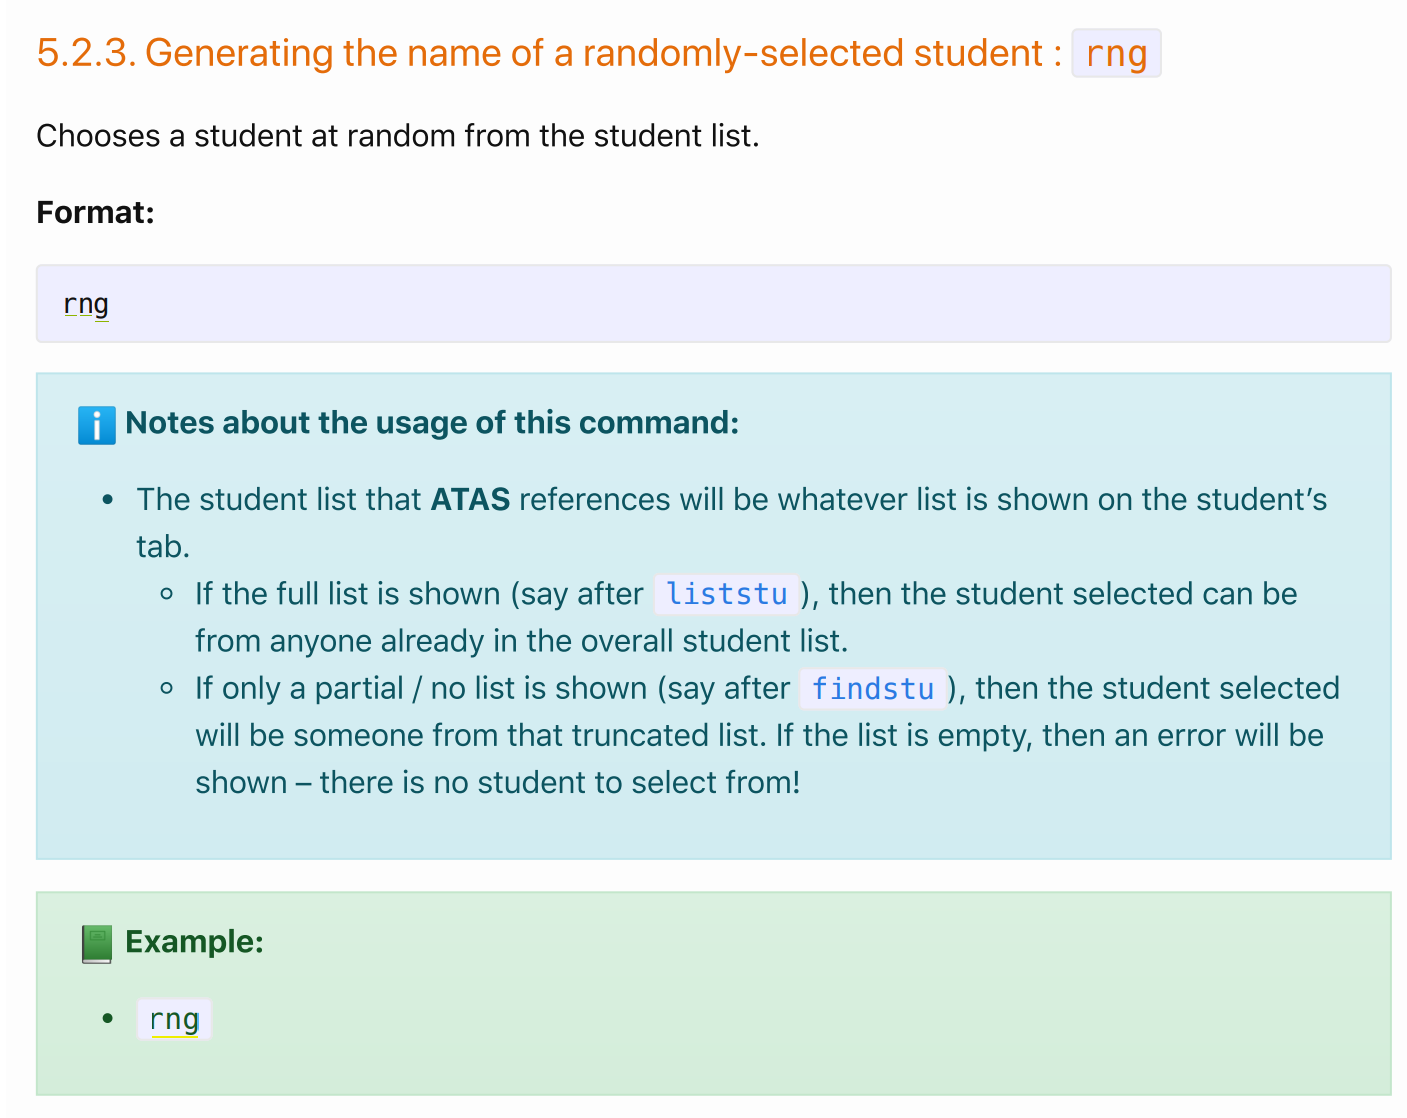 5.2.3. Generating the name of a randomly-selected student : rng
Chooses a student at random from the student list.
Format:
rng
Notes about the usage of this command:
• The student list that ATAS references will be whatever list is shown on the student’s
tab.
◦ If the full list is shown (say after liststu), then the student selected can be
from anyone already in the overall student list.
◦ If only a partial / no list is shown (say after findstu), then the student selected
will be someone from that truncated list. If the list is empty, then an error will be
shown – there is no student to select from!
Example:
• rng